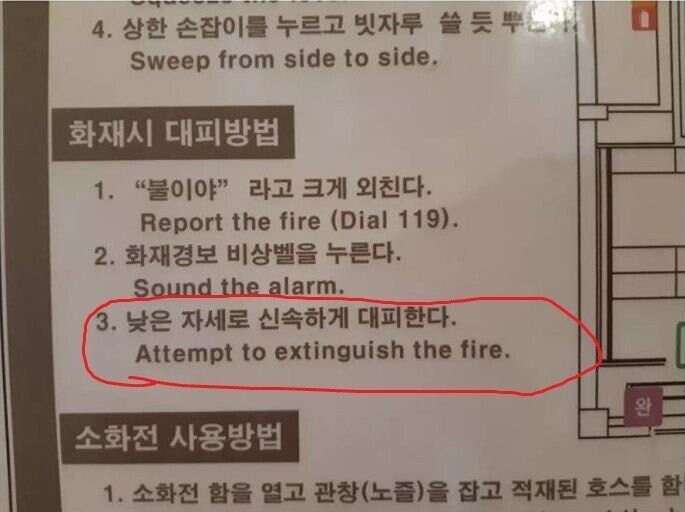 4. 상한 손잡이를 누르고 빗자루 쓸 듯
Sweep from side to side.
화재시 대피방법
1. “불이야” 라고 크게 외친다.
Report the fire (Dial 119).
2. 화재경보 비상벨을 누른다.
Sound the alarm.
3. 낮은 자세로 신속하게 대피한다.
Attempt to extinguish the fire.
완
소화전 사용방법
1. 소화전 함을 열고 관창(노즐)을 잡고 적재된 호스를 함